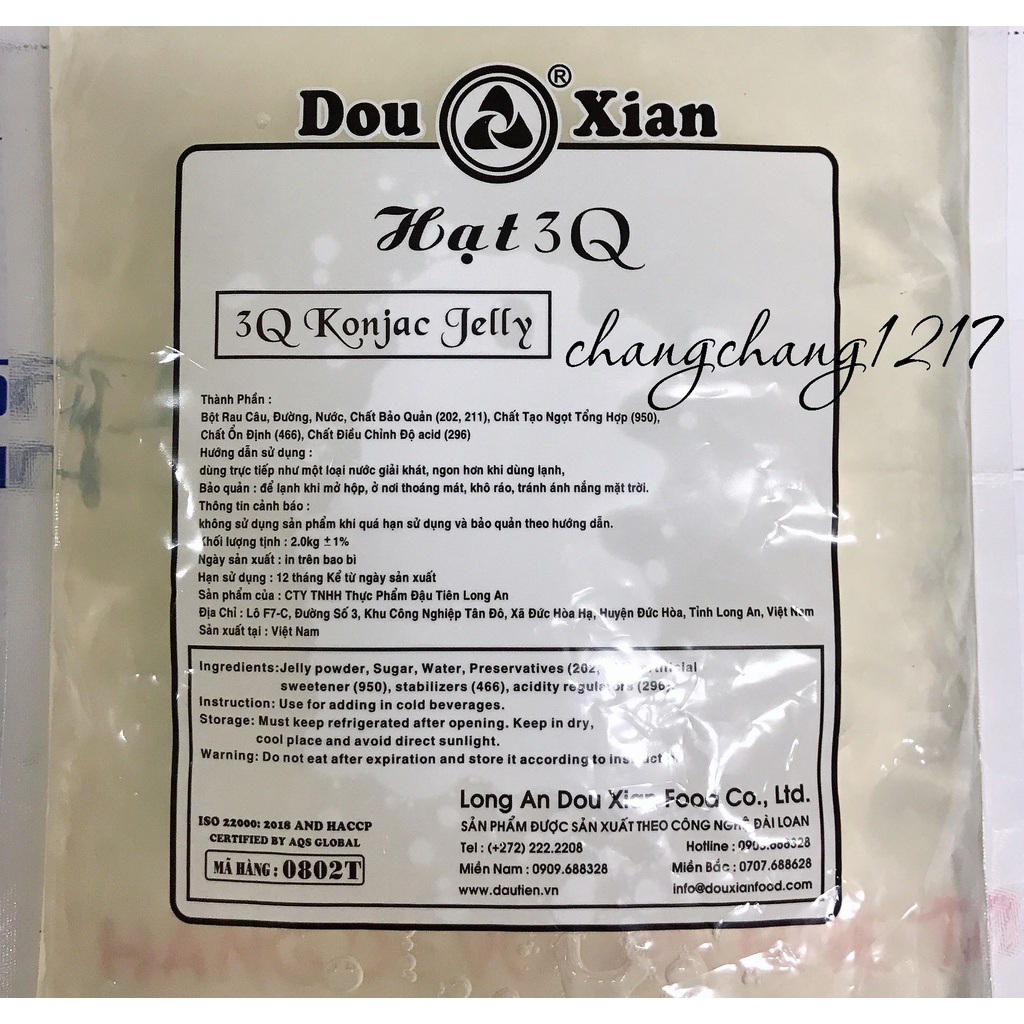 Dou ® Xian
Hạt 3Q
3Q Konjac Jelly
changchang1217
Thành Phần :
Bột Rau Câu, Đường, Nước, Chất Bảo Quản (202, 211), Chất Tạo Ngọt Tổng Hợp (950),
Chất Ổn Định (466), Chất Điều Chỉnh Độ acid (296)
Hướng dẫn sử dụng :
dùng trực tiếp như một loại nước giải khát, ngon hơn khi dùng lạnh,
Bảo quản : để lạnh khi mở hộp, ở nơi thoáng mát, khô ráo, tránh ánh nắng mặt trời.
Thông tin cảnh báo :
không sử dụng sản phẩm khi quá hạn sử dụng và bảo quản theo hướng dẫn.
Khối lượng tịnh : 2.0kg ±1%
Ngày sản xuất : in trên bao bì
Hạn sử dụng : 12 tháng Kể từ ngày sản xuất
Sản phẩm của : CTY TNHH Thực Phẩm Đậu Tiên Long An
Địa Chỉ : Lô F7-C, Đường Số 3, Khu Công Nghiệp Tân Đô, Xã Đức Hòa Hạ, Huyện Đức Hòa, Tỉnh Long An, Việt Nam
Sản xuất tại : Việt Nam
Ingredients:Jelly powder, Sugar, Water, Preservatives (202, artificial
sweetener (950), stabilizers (466), acidity regulators (296).
Instruction: Use for adding in cold beverages.
Storage: Must keep refrigerated after opening. Keep in dry,
cool place and avoid direct sunlight.
Warning: Do not eat after expiration and store it according to
Long An Dou Xian Food Co., Ltd.
ISO 22000: 2018 AND HACCP
CERTIFIED BY AQS GLOBAL
MÃ HÀNG : 0802T
SẢN PHẨM ĐƯỢC SẢN XUẤT THEO CÔNG NGHỆ ĐÀI LOAN
Tel : (+272) 222.2208 Hotline :
Miền Nam : 0909.688328 Miền Bắc : 0707.688628
www.dautien.vn info@douxianfood.com